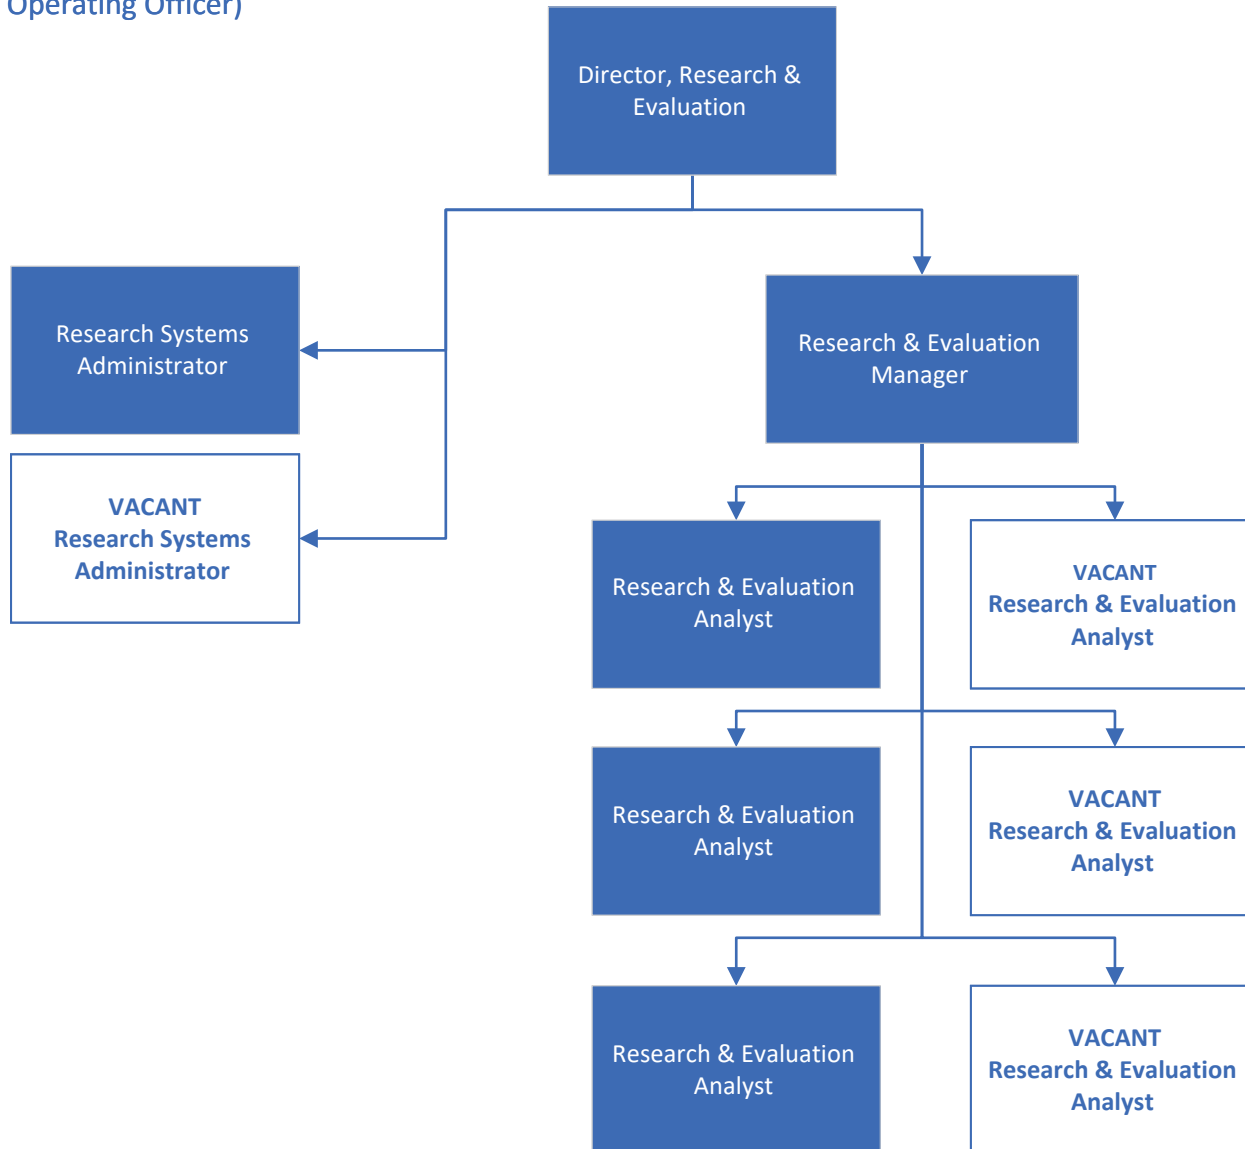 Operating Officer)
Director, Research &
Evaluation
Research Systems
Administrator
Research & Evaluation
Manager
VACANT
Research Systems
Administrator
Research & Evaluation
Analyst
VACANT
Research & Evaluation
Analyst
Research & Evaluation
Analyst
VACANT
Research & Evaluation
Analyst
Research & Evaluation
Analyst
VACANT
Research & Evaluation
Analyst